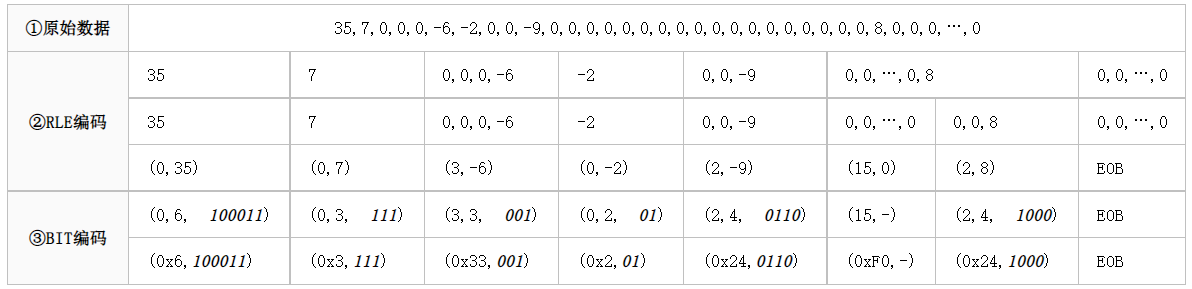 ①原始数据 35,7,0,0,0,-6,-2,0,0,-9,0,0,0,0,0,0,0,0,0,0,0,0,0,0,0,0,0,0,8,0,0,0,…,0
35 7 0,0,0,-6 -2 0,0,-9 0,0,…,0,8 0,0,…,0
②RLE编码 35 7 0,0,0,-6 -2 0,0,-9 0,0,…,0 0,0,8 0,0,…,0
(0,35) (0,7) (3,-6) (0,-2) (2,-9) (15,0) (2,8) EOB
③BIT编码 (0,6, 100011) (0,3, 111) (3,3, 001) (0,2, 01) (2,4, 0110) (15,-) (2,4, 1000) EOB
(0x6,100011) (0x3,111) (0x33,001) (0x2,01) (0x24,0110) (0xF0,-) (0x24,1000) EOB